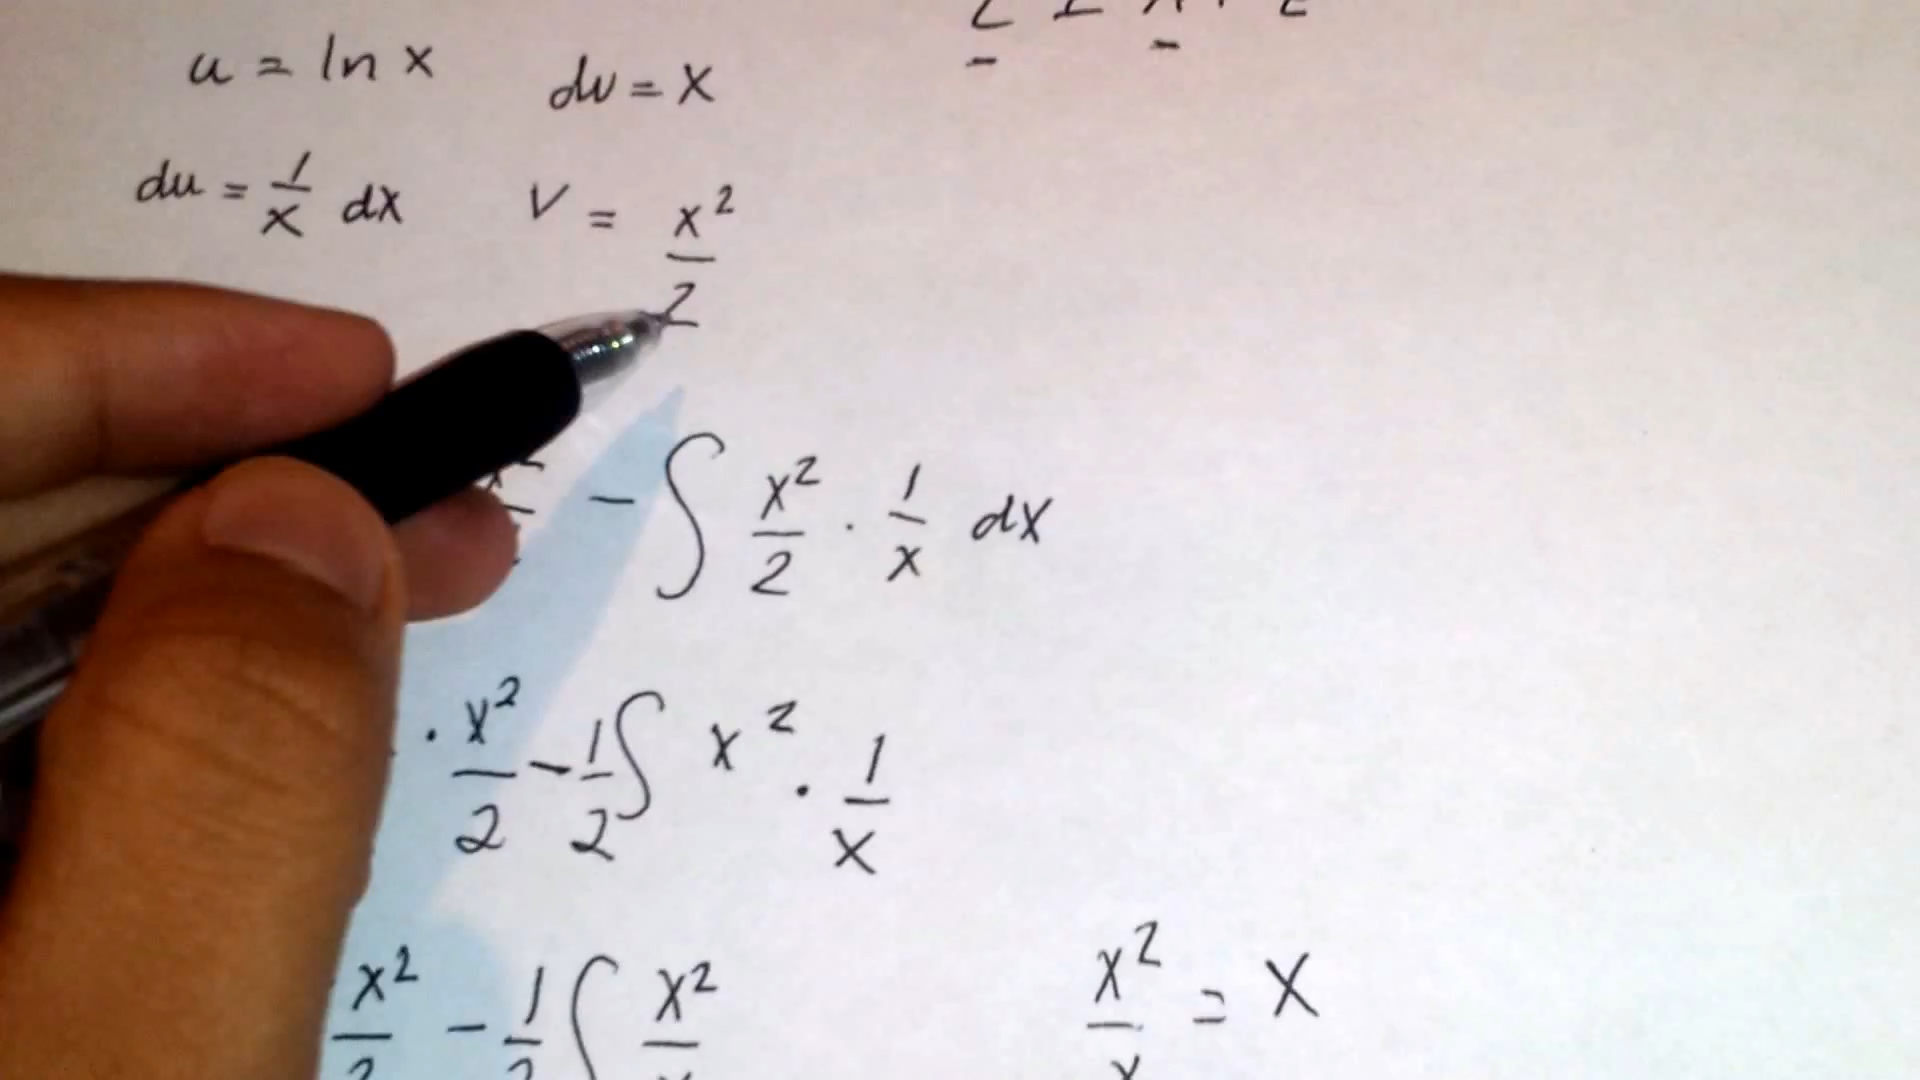 u = ln x dv = x
du = 1/x dx v = x²/2
- ∫ x²/2 · 1/x dx
· x²/2 - 1/2 ∫ x² · 1/x
x²/2 - 1/2 ∫ x²/x x²/x = x